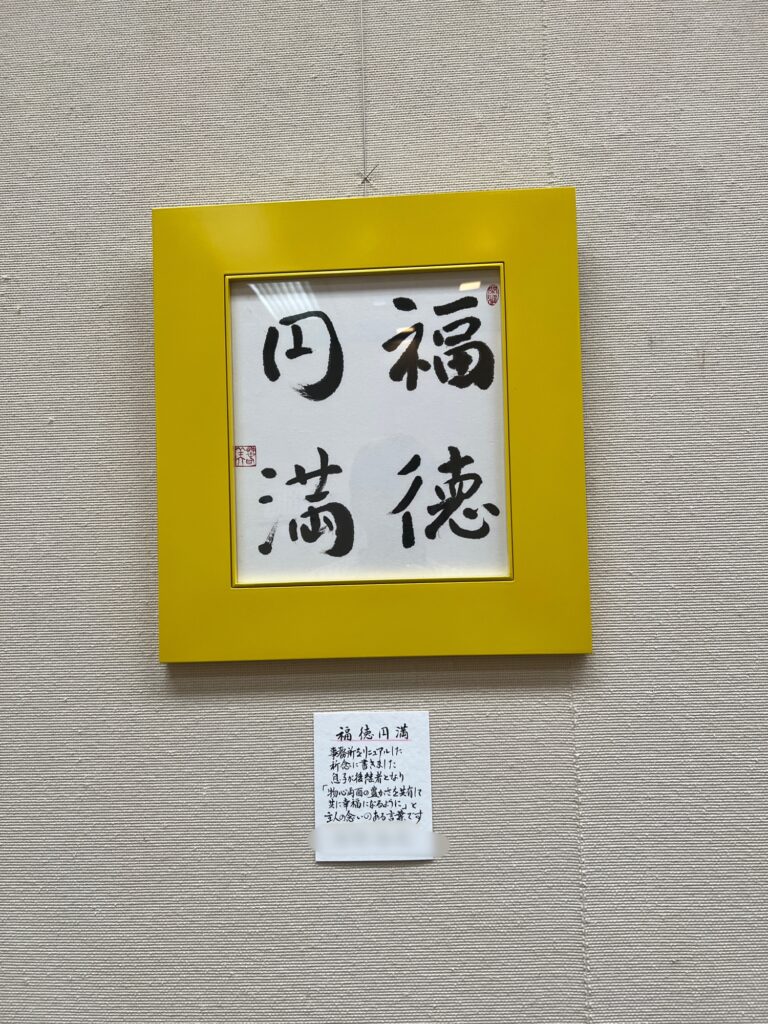 福徳
円満
福徳円満
事務所をリニュアルした
祈念に書きました
息子が後継者となり
「物心両面の豊かさを共有して
共に幸福になるように」と
主人の念いのある言葉です